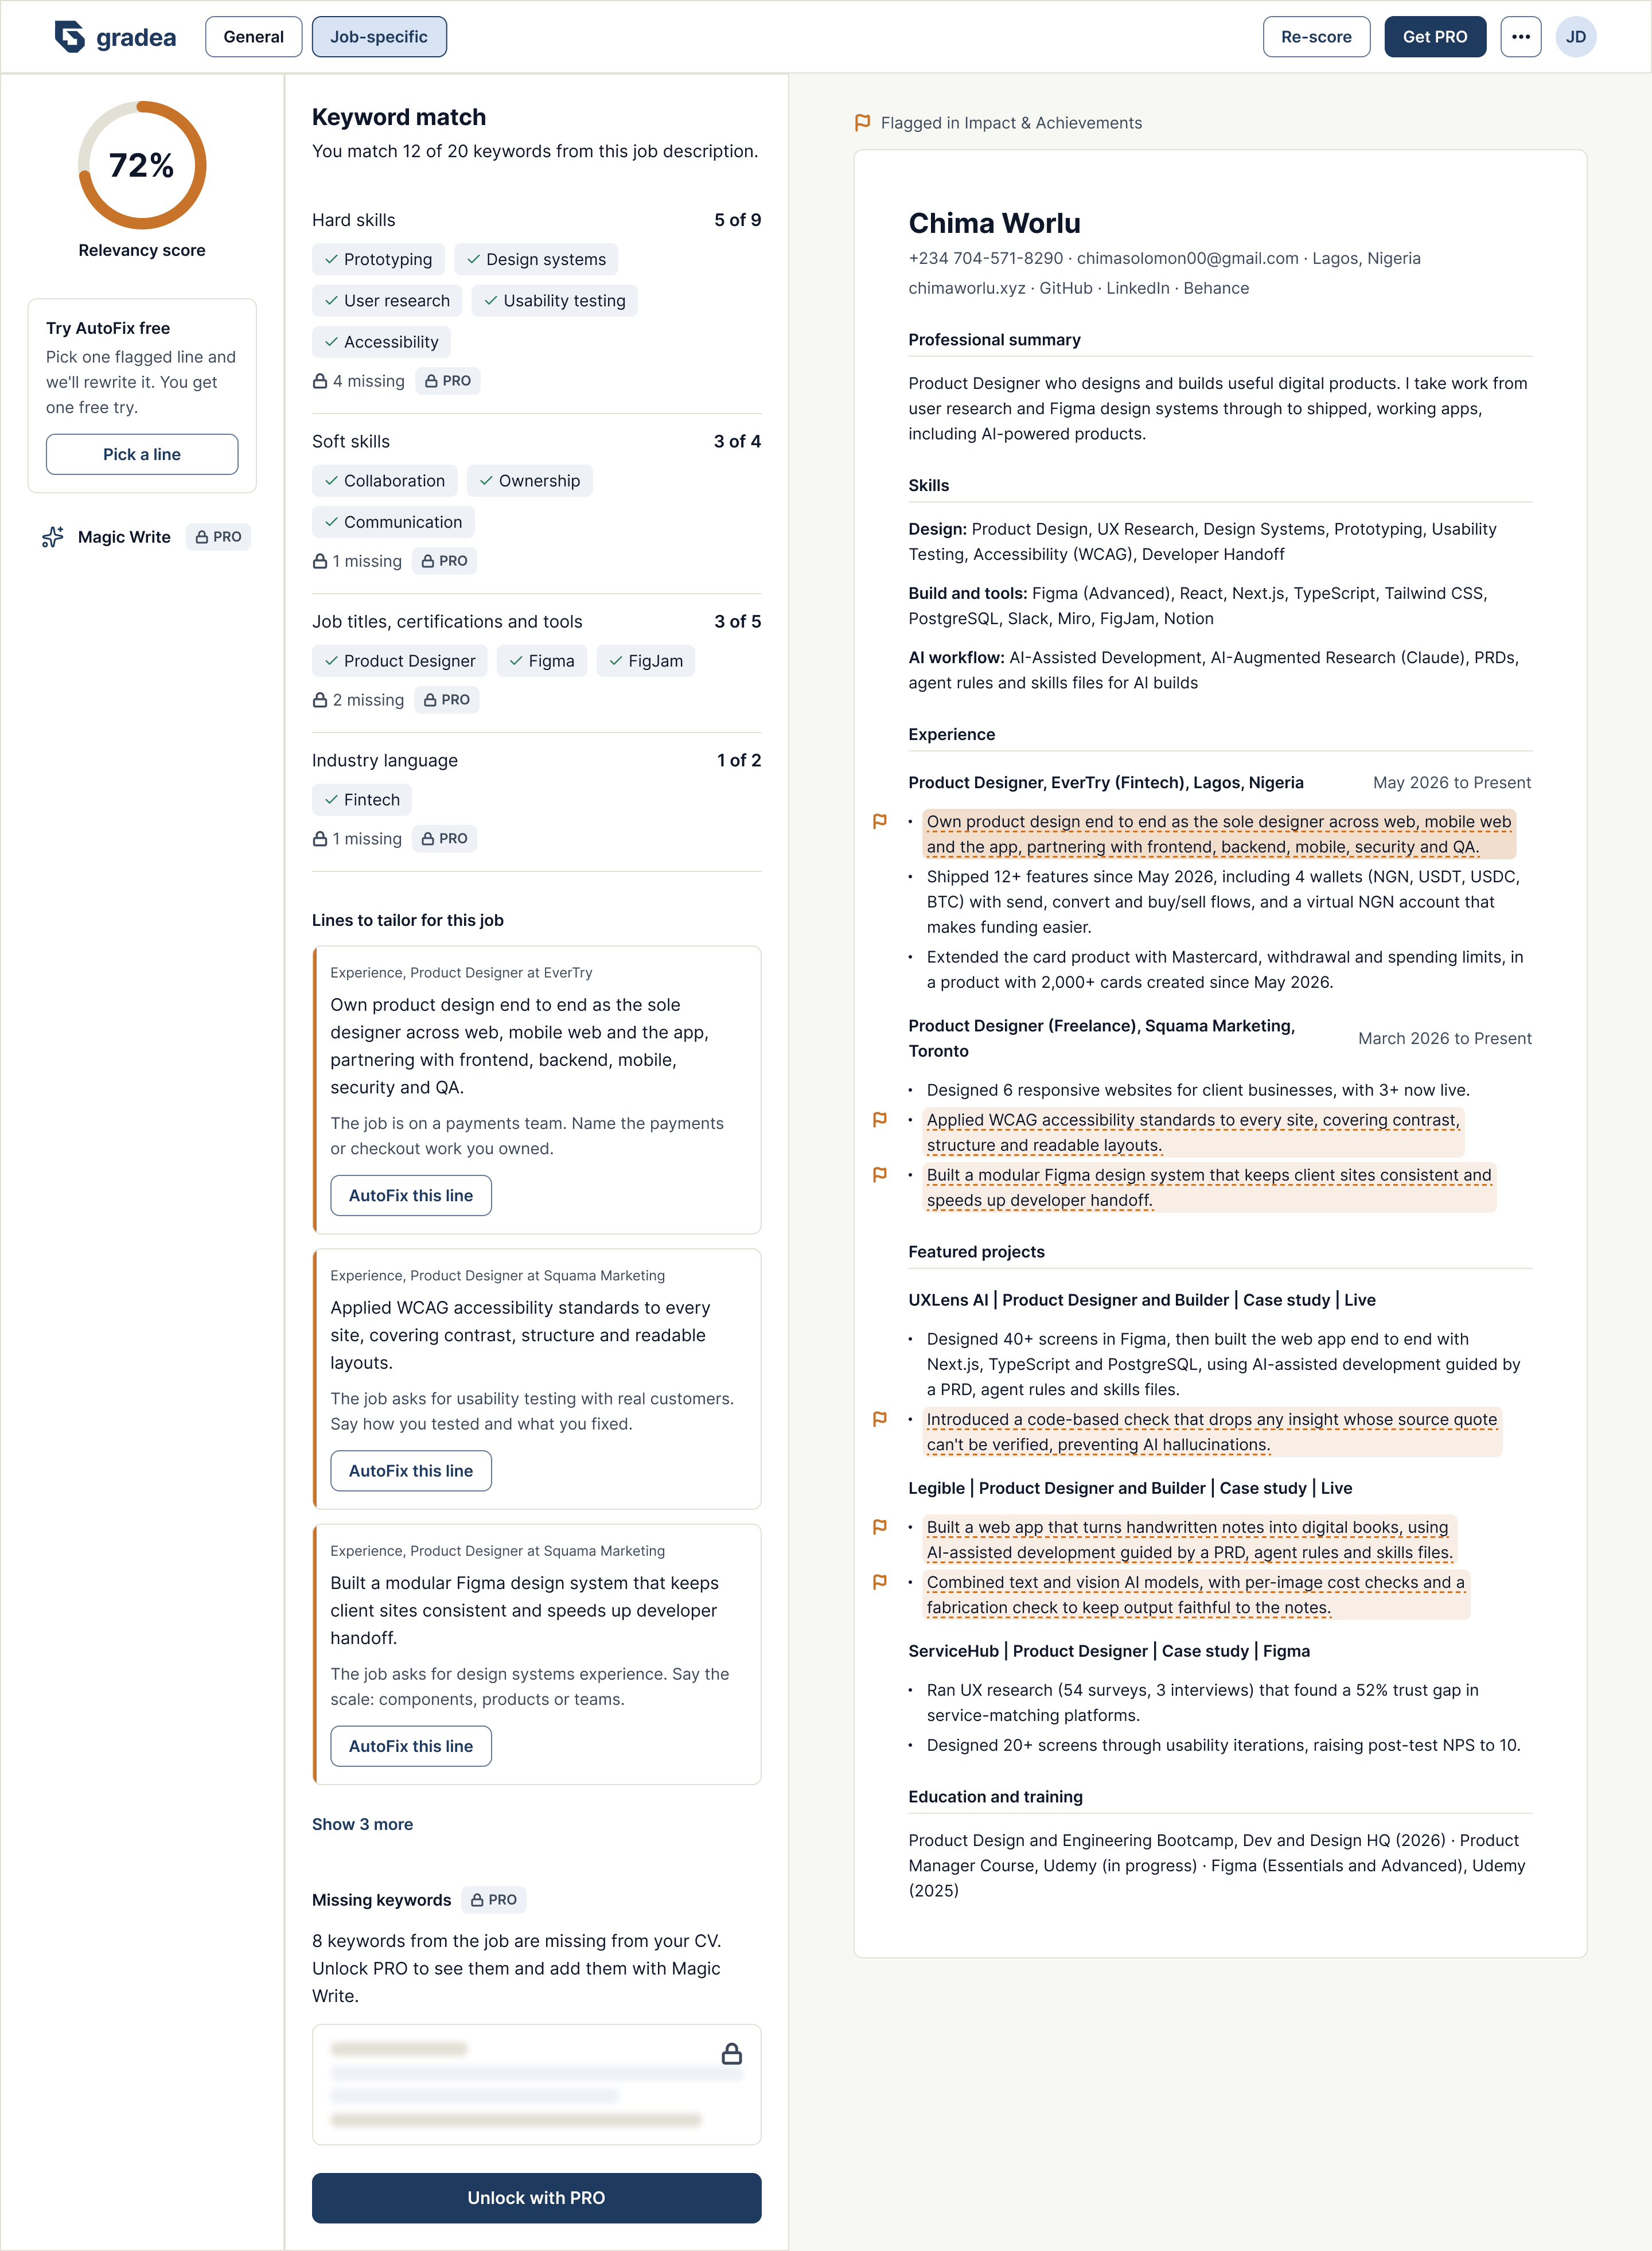 gradea
General
Job-specific
Re-score
Get PRO
JD
72%
Relevancy score
Try AutoFix free
Pick one flagged line and
we'll rewrite it. You get
one free try.
Pick a line
Magic Write
PRO
Keyword match
You match 12 of 20 keywords from this job description.
Hard skills
5 of 9
Prototyping
Design systems
User research
Usability testing
Accessibility
4 missing
PRO
Soft skills
3 of 4
Collaboration
Ownership
Communication
1 missing
PRO
Job titles, certifications and tools
3 of 5
Product Designer
Figma
FigJam
2 missing
PRO
Industry language
1 of 2
Fintech
1 missing
PRO
Lines to tailor for this job
Experience, Product Designer at EverTry
Own product design end to end as the sole
designer across web, mobile web and the app,
partnering with frontend, backend, mobile,
security and QA.
The job is on a payments team. Name the payments
or checkout work you owned.
AutoFix this line
Experience, Product Designer at Squama Marketing
Applied WCAG accessibility standards to every
site, covering contrast, structure and readable
layouts.
The job asks for usability testing with real customers.
Say how you tested and what you fixed.
AutoFix this line
Experience, Product Designer at Squama Marketing
Built a modular Figma design system that keeps
client sites consistent and speeds up developer
handoff.
The job asks for design systems experience. Say the
scale: components, products or teams.
AutoFix this line
Show 3 more
Missing keywords
PRO
8 keywords from the job are missing from your CV.
Unlock PRO to see them and add them with Magic
Write.
Unlock with PRO
Flagged in Impact & Achievements
Chima Worlu
+234 704-571-8290 · chimasolomon00@gmail.com · Lagos, Nigeria
chimaworlu.xyz · GitHub · LinkedIn · Behance
Professional summary
Product Designer who designs and builds useful digital products. I take work from
user research and Figma design systems through to shipped, working apps,
including AI-powered products.
Skills
Design: Product Design, UX Research, Design Systems, Prototyping, Usability
Testing, Accessibility (WCAG), Developer Handoff
Build and tools: Figma (Advanced), React, Next.js, TypeScript, Tailwind CSS,
PostgreSQL, Slack, Miro, FigJam, Notion
AI workflow: AI-Assisted Development, AI-Augmented Research (Claude), PRDs,
agent rules and skills files for AI builds
Experience
Product Designer, EverTry (Fintech), Lagos, Nigeria
May 2026 to Present
• Own product design end to end as the sole designer across web, mobile web
and the app, partnering with frontend, backend, mobile, security and QA.
• Shipped 12+ features since May 2026, including 4 wallets (NGN, USDT, USDC,
BTC) with send, convert and buy/sell flows, and a virtual NGN account that
makes funding easier.
• Extended the card product with Mastercard, withdrawal and spending limits, in
a product with 2,000+ cards created since May 2026.
Product Designer (Freelance), Squama Marketing,
Toronto
March 2026 to Present
• Designed 6 responsive websites for client businesses, with 3+ now live.
• Applied WCAG accessibility standards to every site, covering contrast,
structure and readable layouts.
• Built a modular Figma design system that keeps client sites consistent and
speeds up developer handoff.
Featured projects
UXLens AI | Product Designer and Builder | Case study | Live
• Designed 40+ screens in Figma, then built the web app end to end with
Next.js, TypeScript and PostgreSQL, using AI-assisted development guided by
a PRD, agent rules and skills files.
• Introduced a code-based check that drops any insight whose source quote
can't be verified, preventing AI hallucinations.
Legible | Product Designer and Builder | Case study | Live
• Built a web app that turns handwritten notes into digital books, using
AI-assisted development guided by a PRD, agent rules and skills files.
• Combined text and vision AI models, with per-image cost checks and a
fabrication check to keep output faithful to the notes.
ServiceHub | Product Designer | Case study | Figma
• Ran UX research (54 surveys, 3 interviews) that found a 52% trust gap in
service-matching platforms.
• Designed 20+ screens through usability iterations, raising post-test NPS to 10.
Education and training
Product Design and Engineering Bootcamp, Dev and Design HQ (2026) · Product
Manager Course, Udemy (in progress) · Figma (Essentials and Advanced), Udemy
(2025)